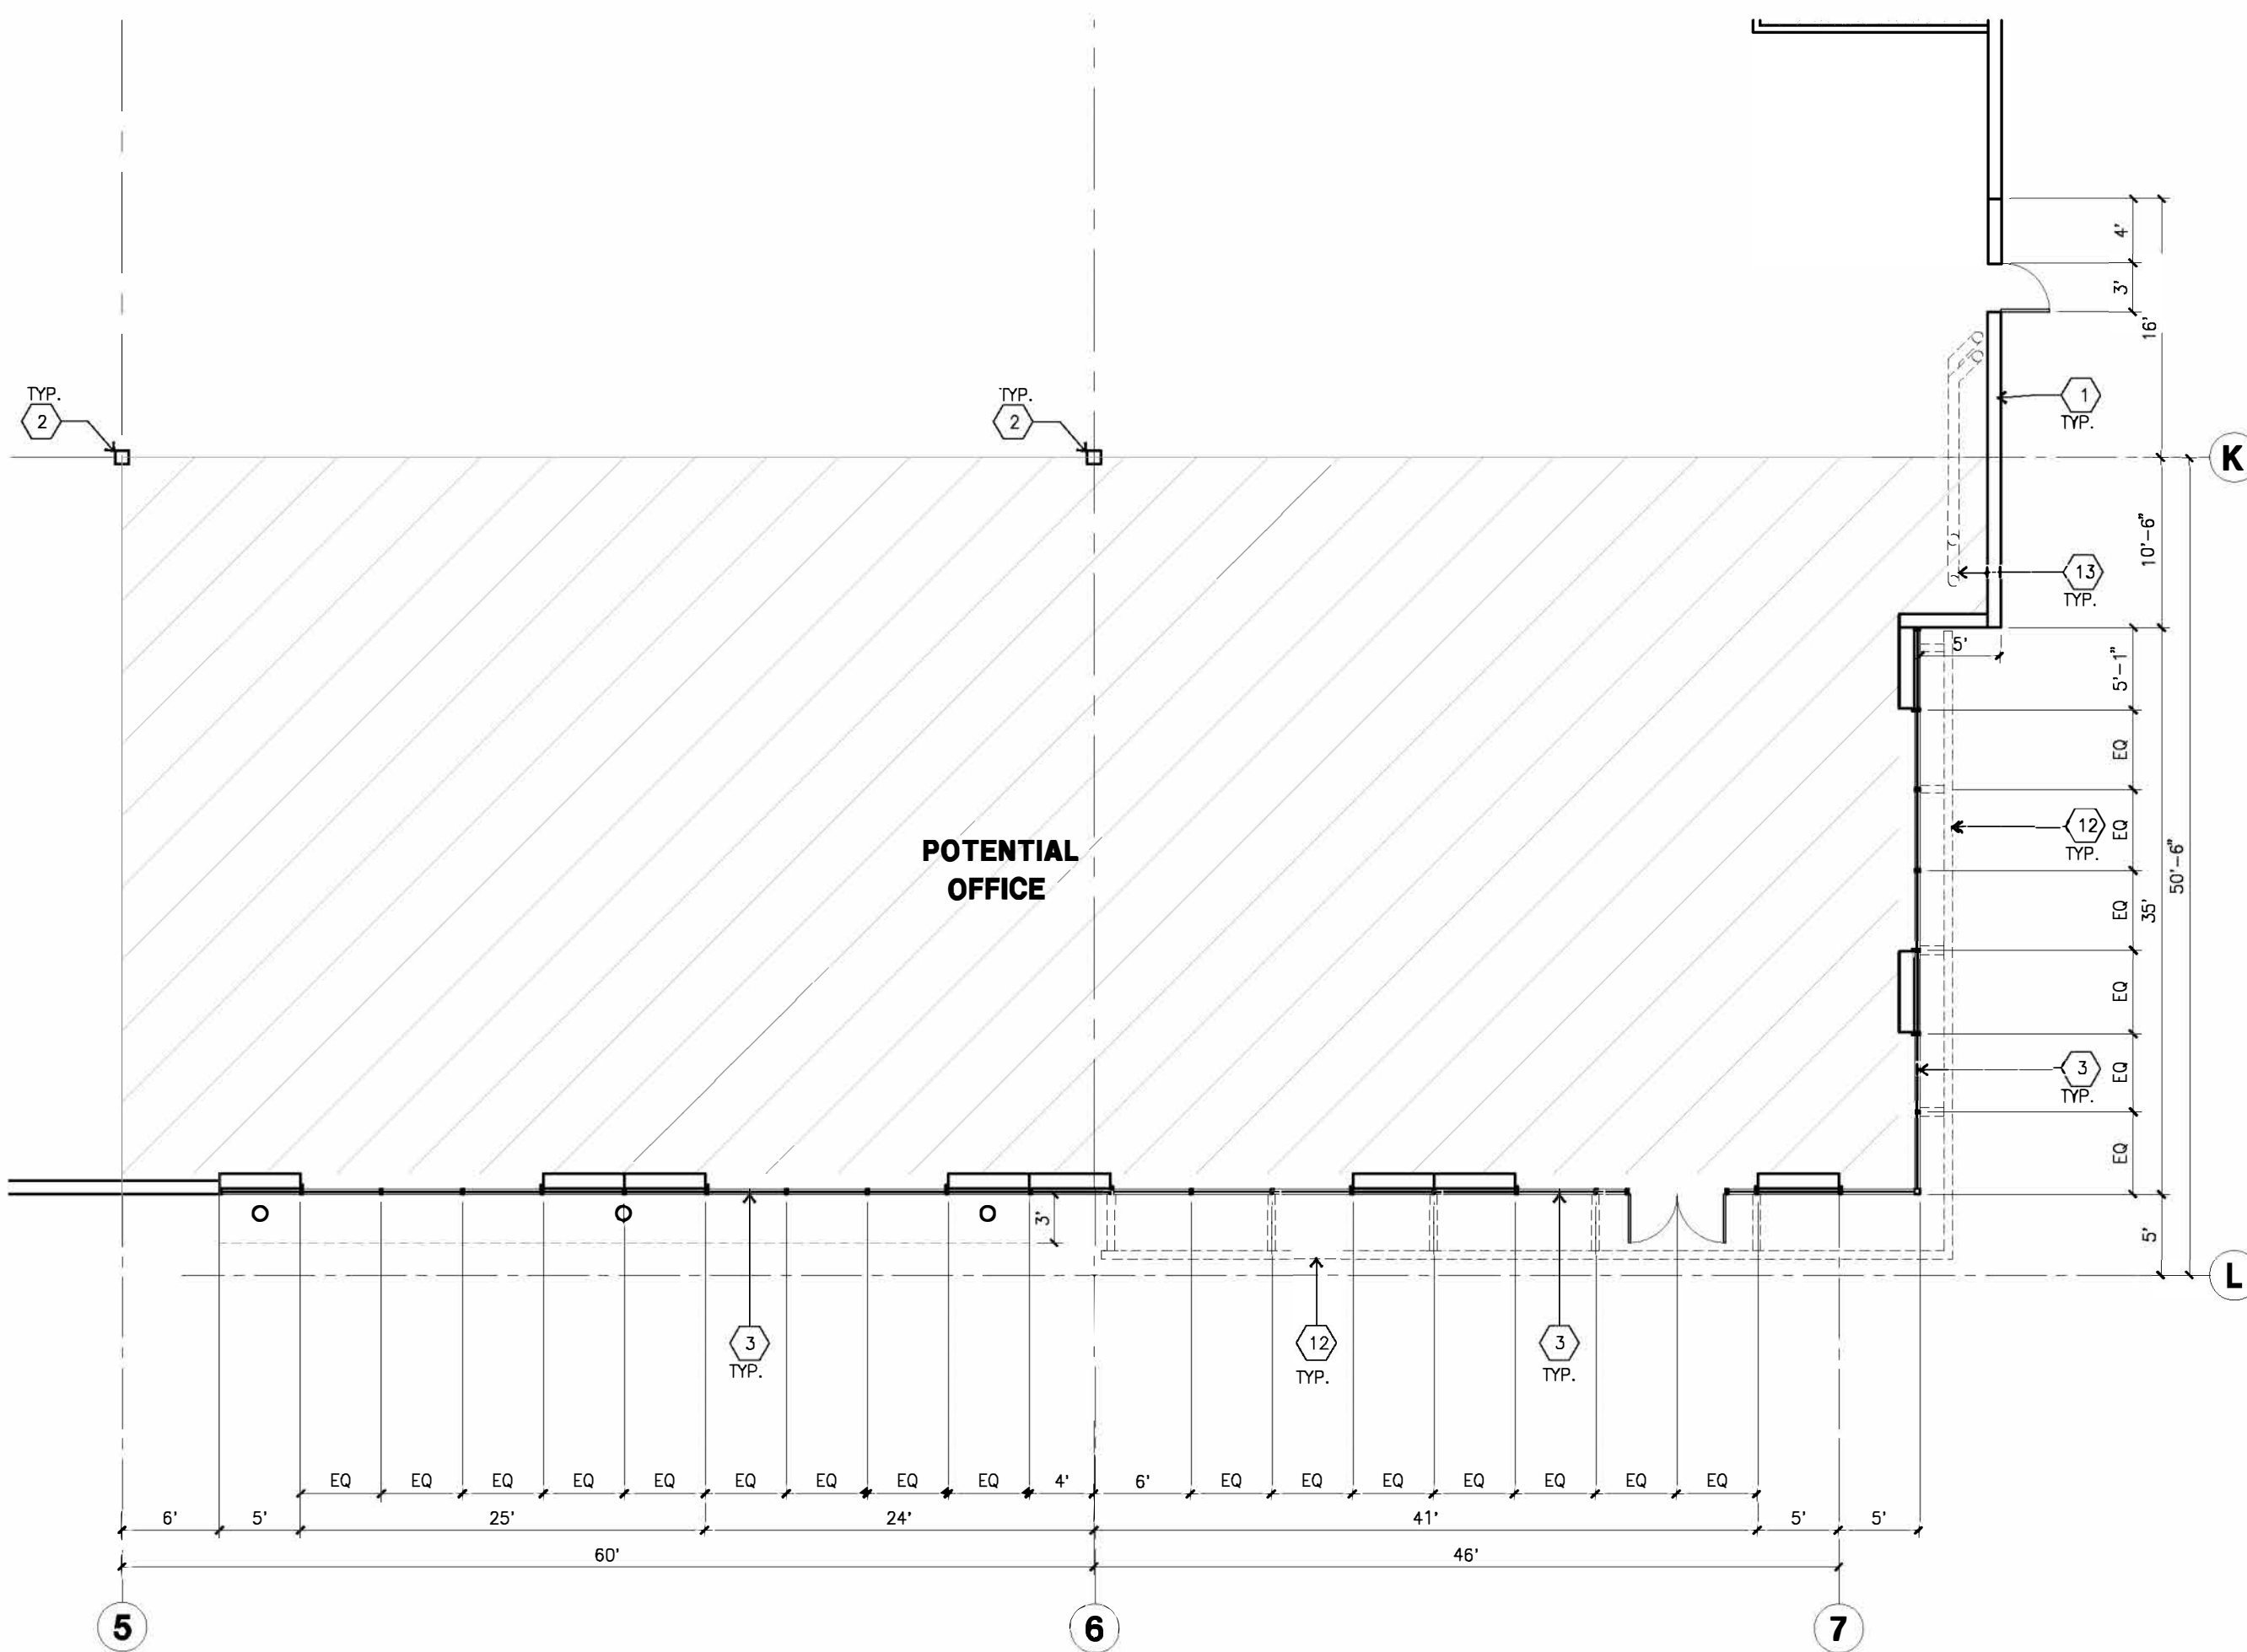 4'
3'
16'
TYP.
2
TYP.
2
1
TYP.
K
10'-6"
13
TYP.
5'
5'-1"
EQ
12
TYP.
EQ
50'-6"
POTENTIAL
OFFICE
EQ
35'
EQ
3
TYP.
EQ
EQ
3'
5'
L
3
TYP.
12
TYP.
3
TYP.
EQ EQ EQ EQ EQ EQ EQ EQ EQ 4' 6' EQ EQ EQ EQ EQ EQ EQ
6' 5' 25' 24' 41' 5' 5'
60' 46'
5 6 7